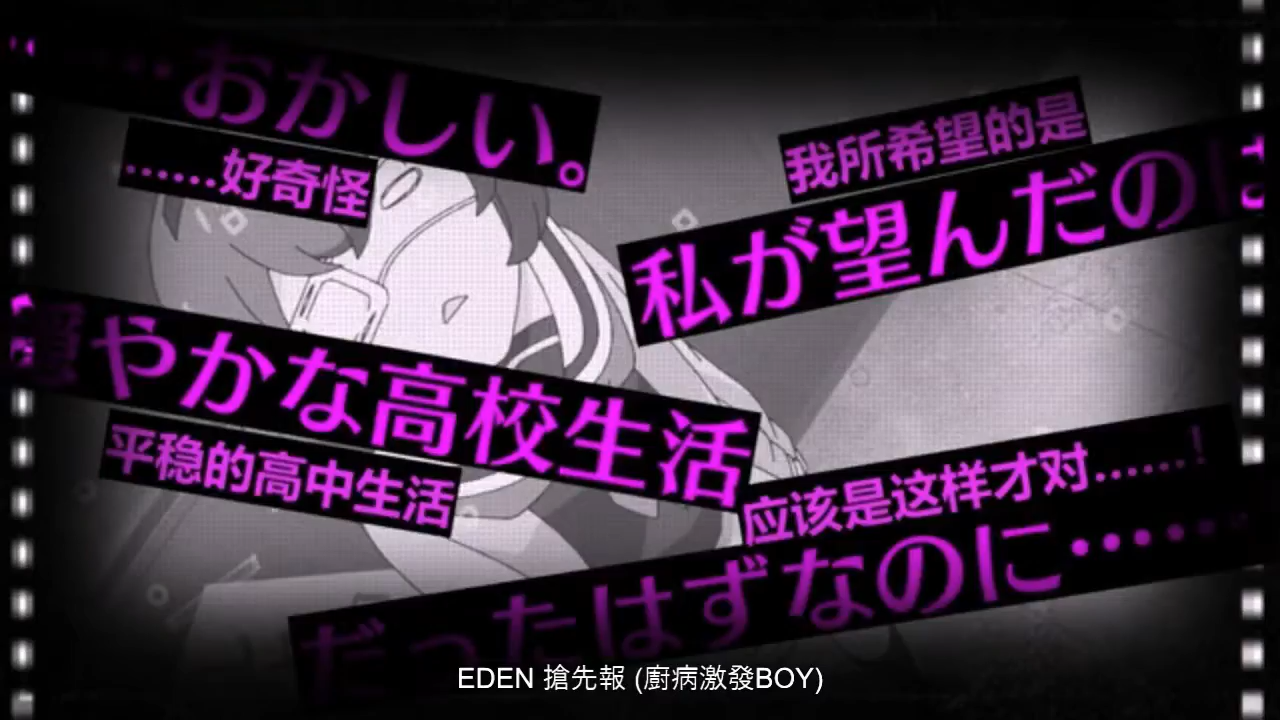 ……おかしい。
……好奇怪
我所希望的是
私が望んだのは
穏やかな高校生活
平稳的高中生活
应该是这样才对……！
だったはずなのに……
EDEN 搶先報 (廚病激發BOY)